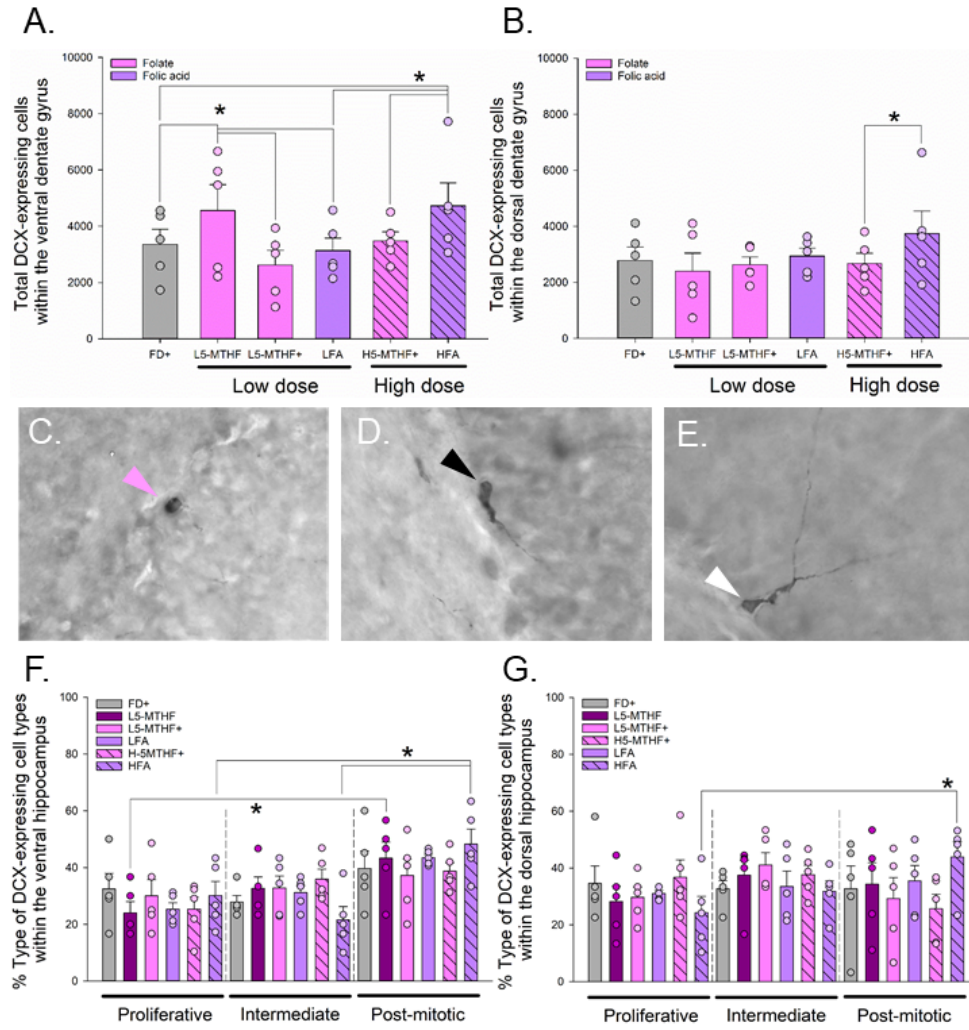 A.
Total DCX-expressing cells
within the ventral dentate gyrus
10000
8000
6000
4000
2000
0
Folate
Folic acid
*
*
FD+
L5-MTHF
L5-MTHF+
LFA
H5-MTHF+
HFA
Low dose
High dose
B.
Total DCX-expressing cells
within the dorsal dentate gyrus
10000
8000
6000
4000
2000
0
Folate
Folic acid
*
FD+
L5-MTHF
L5-MTHF+
LFA
H5-MTHF+
HFA
Low dose
High dose
C.
D.
E.
F.
% Type of DCX-expressing cell types
within the ventral hippocampus
100
80
60
40
20
0
FD+
L5-MTHF
L5-MTHF+
LFA
H-5MTHF+
HFA
*
*
Proliferative
Intermediate
Post-mitotic
G.
% Type of DCX-expressing cell types
within the dorsal hippocampus
100
80
60
40
20
0
FD+
L5-MTHF
L5-MTHF+
H5-MTHF+
LFA
HFA
*
Proliferative
Intermediate
Post-mitotic